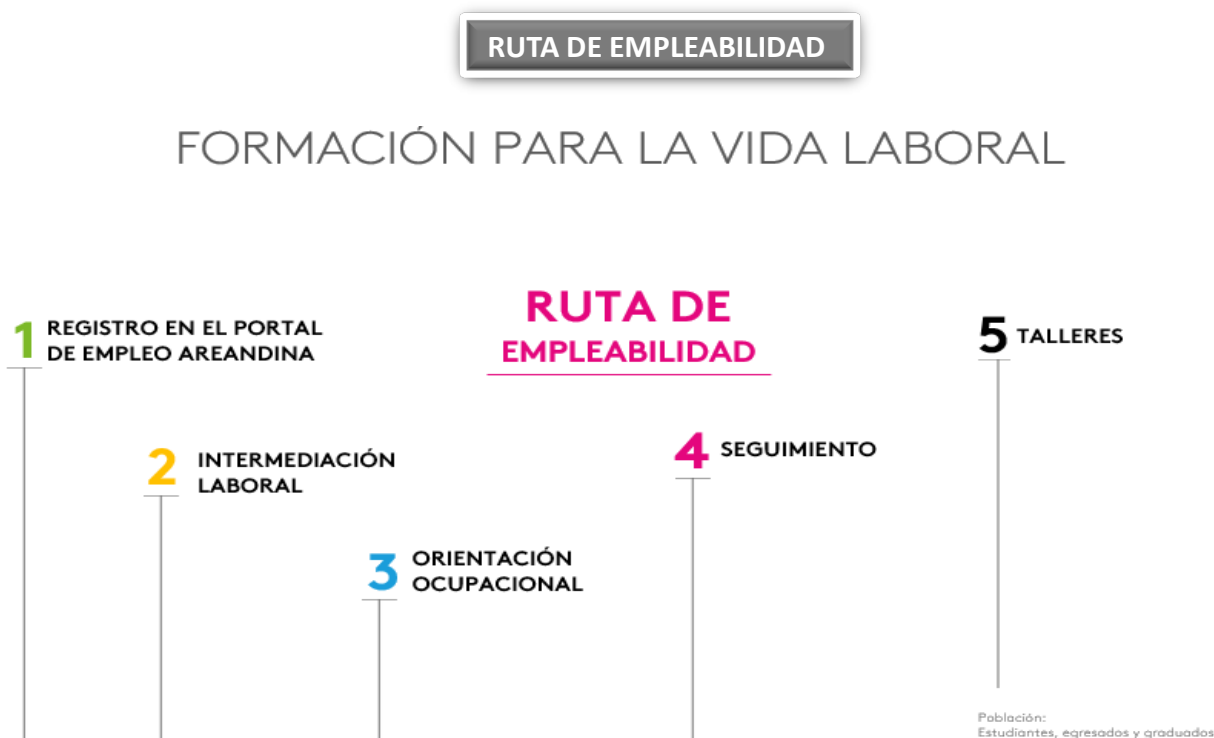 RUTA DE EMPLEABILIDAD
FORMACIÓN PARA LA VIDA LABORAL
RUTA DE
EMPLEABILIDAD
1 REGISTRO EN EL PORTAL
DE EMPLEO AREANDINA
2 INTERMEDIACIÓN
LABORAL
3 ORIENTACIÓN
OCUPACIONAL
4 SEGUIMIENTO
5 TALLERES
Población:
Estudiantes, egresados y graduados